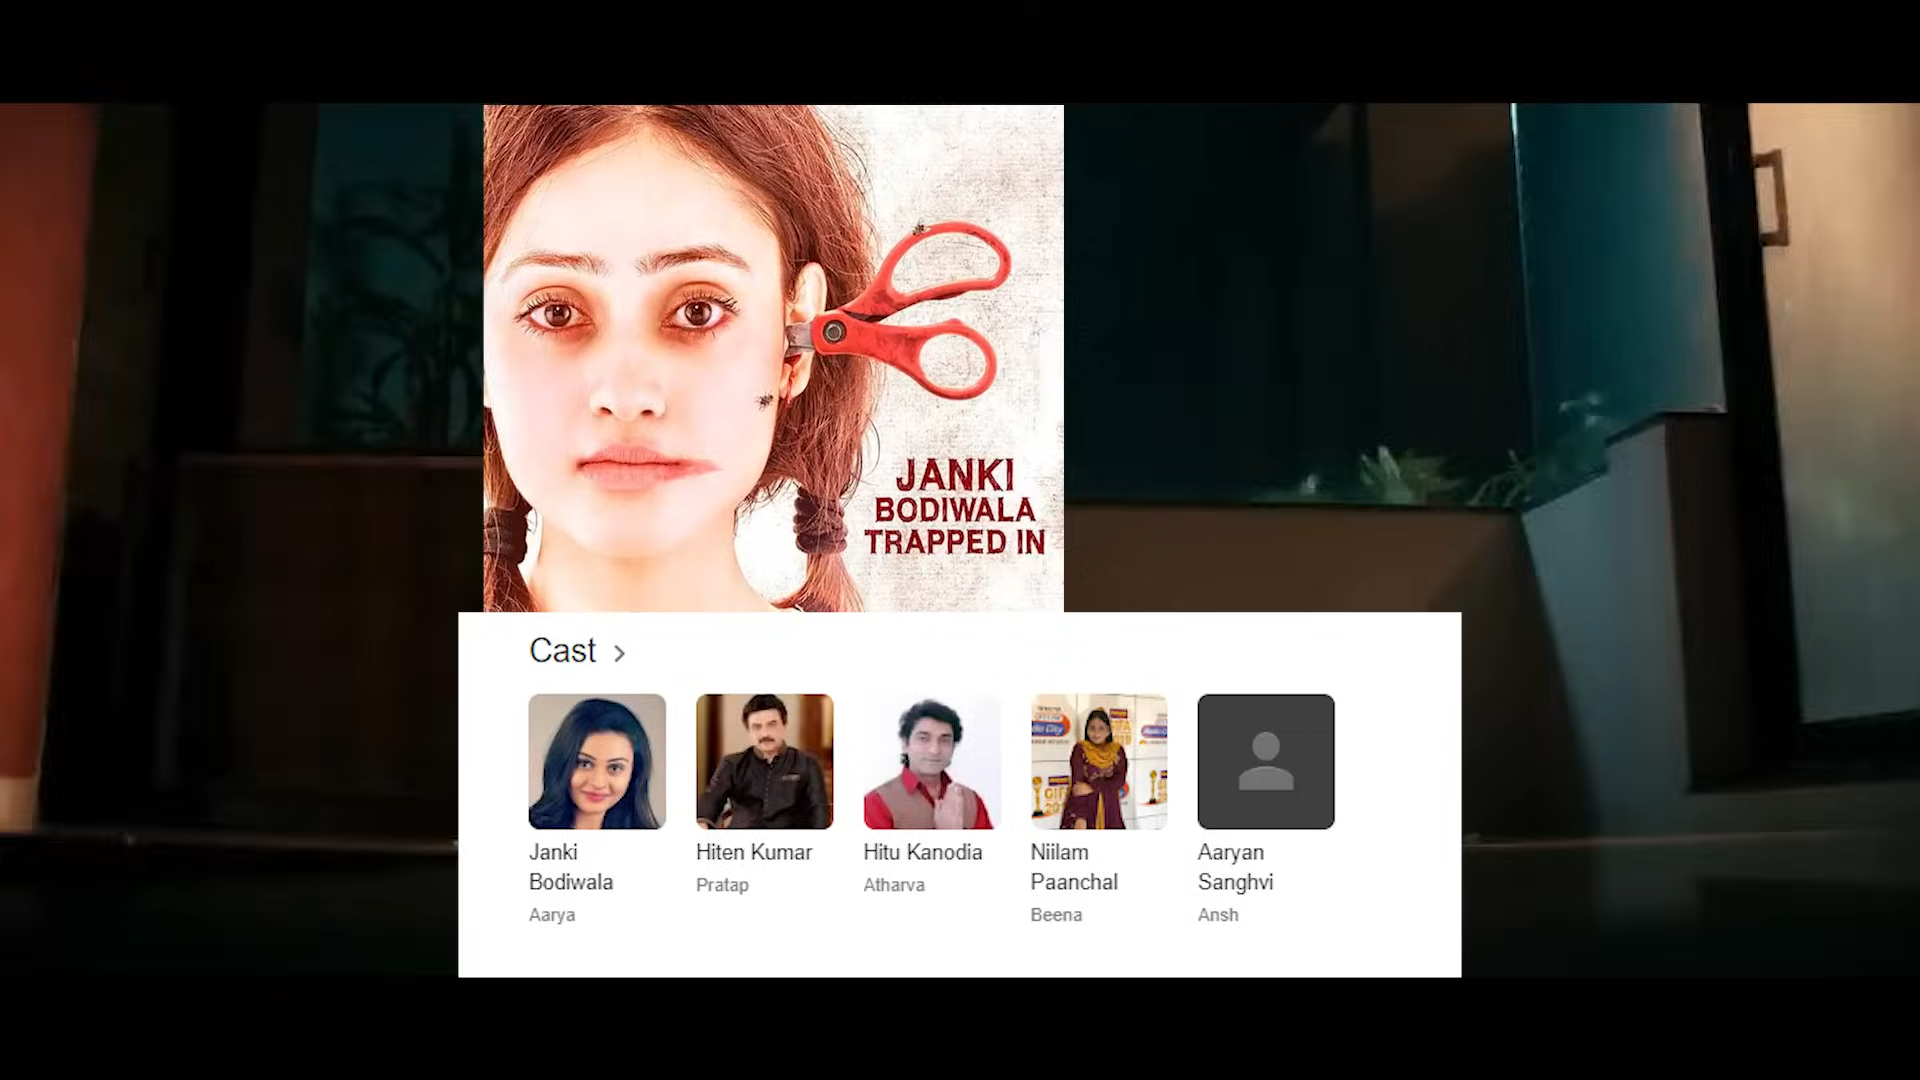 JANKI
BODIWALA
TRAPPED IN
Cast >
Janki
Bodiwala
Aarya
Hiten Kumar
Pratap
Hitu Kanodia
Atharva
Niilam
Paanchal
Beena
Aaryan
Sanghvi
Ansh